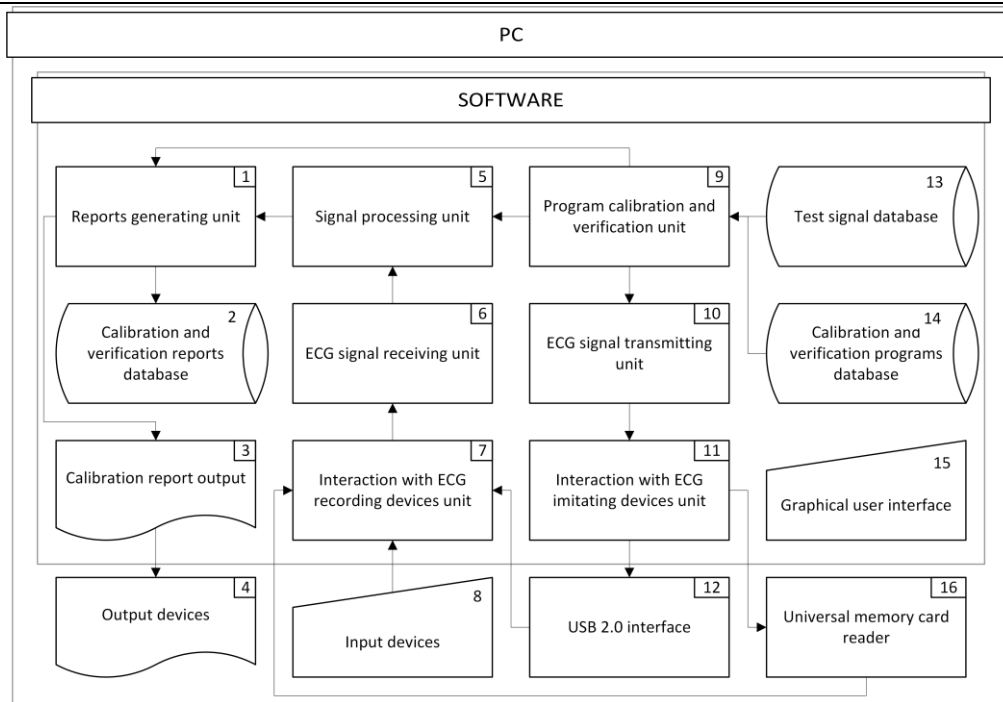 PC
SOFTWARE
1
Reports generating unit
5
Signal processing unit
9
Program calibration and
verification unit
13
Test signal database
2
Calibration and
verification reports
database
6
ECG signal receiving unit
10
ECG signal transmitting
unit
14
Calibration and
verification programs
database
3
Calibration report output
7
Interaction with ECG
recording devices unit
11
Interaction with ECG
imitating devices unit
15
Graphical user interface
4
Output devices
8
Input devices
12
USB 2.0 interface
16
Universal memory card
reader